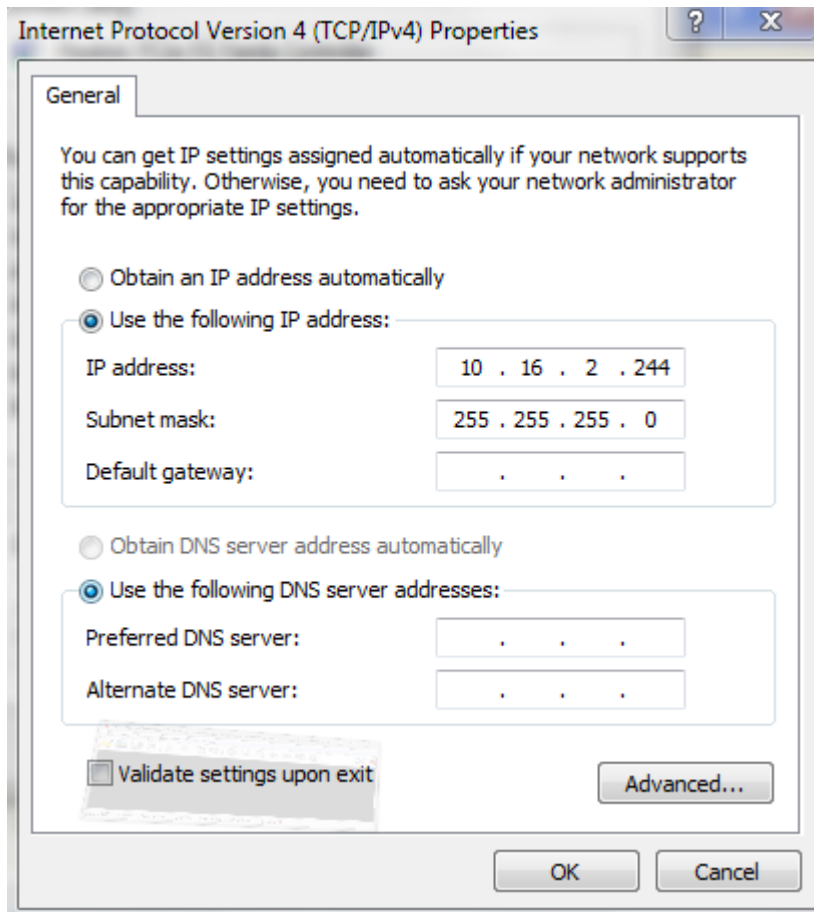 Internet Protocol Version 4 (TCP/IPv4) Properties
?
X
General
You can get IP settings assigned automatically if your network supports
this capability. Otherwise, you need to ask your network administrator
for the appropriate IP settings.
Obtain an IP address automatically
Use the following IP address:
IP address: 10 . 16 . 2 . 244
Subnet mask: 255 . 255 . 255 . 0
Default gateway: . . .
Obtain DNS server address automatically
Use the following DNS server addresses:
Preferred DNS server: . . .
Alternate DNS server: . . .
Validate settings upon exit
Advanced...
OK Cancel